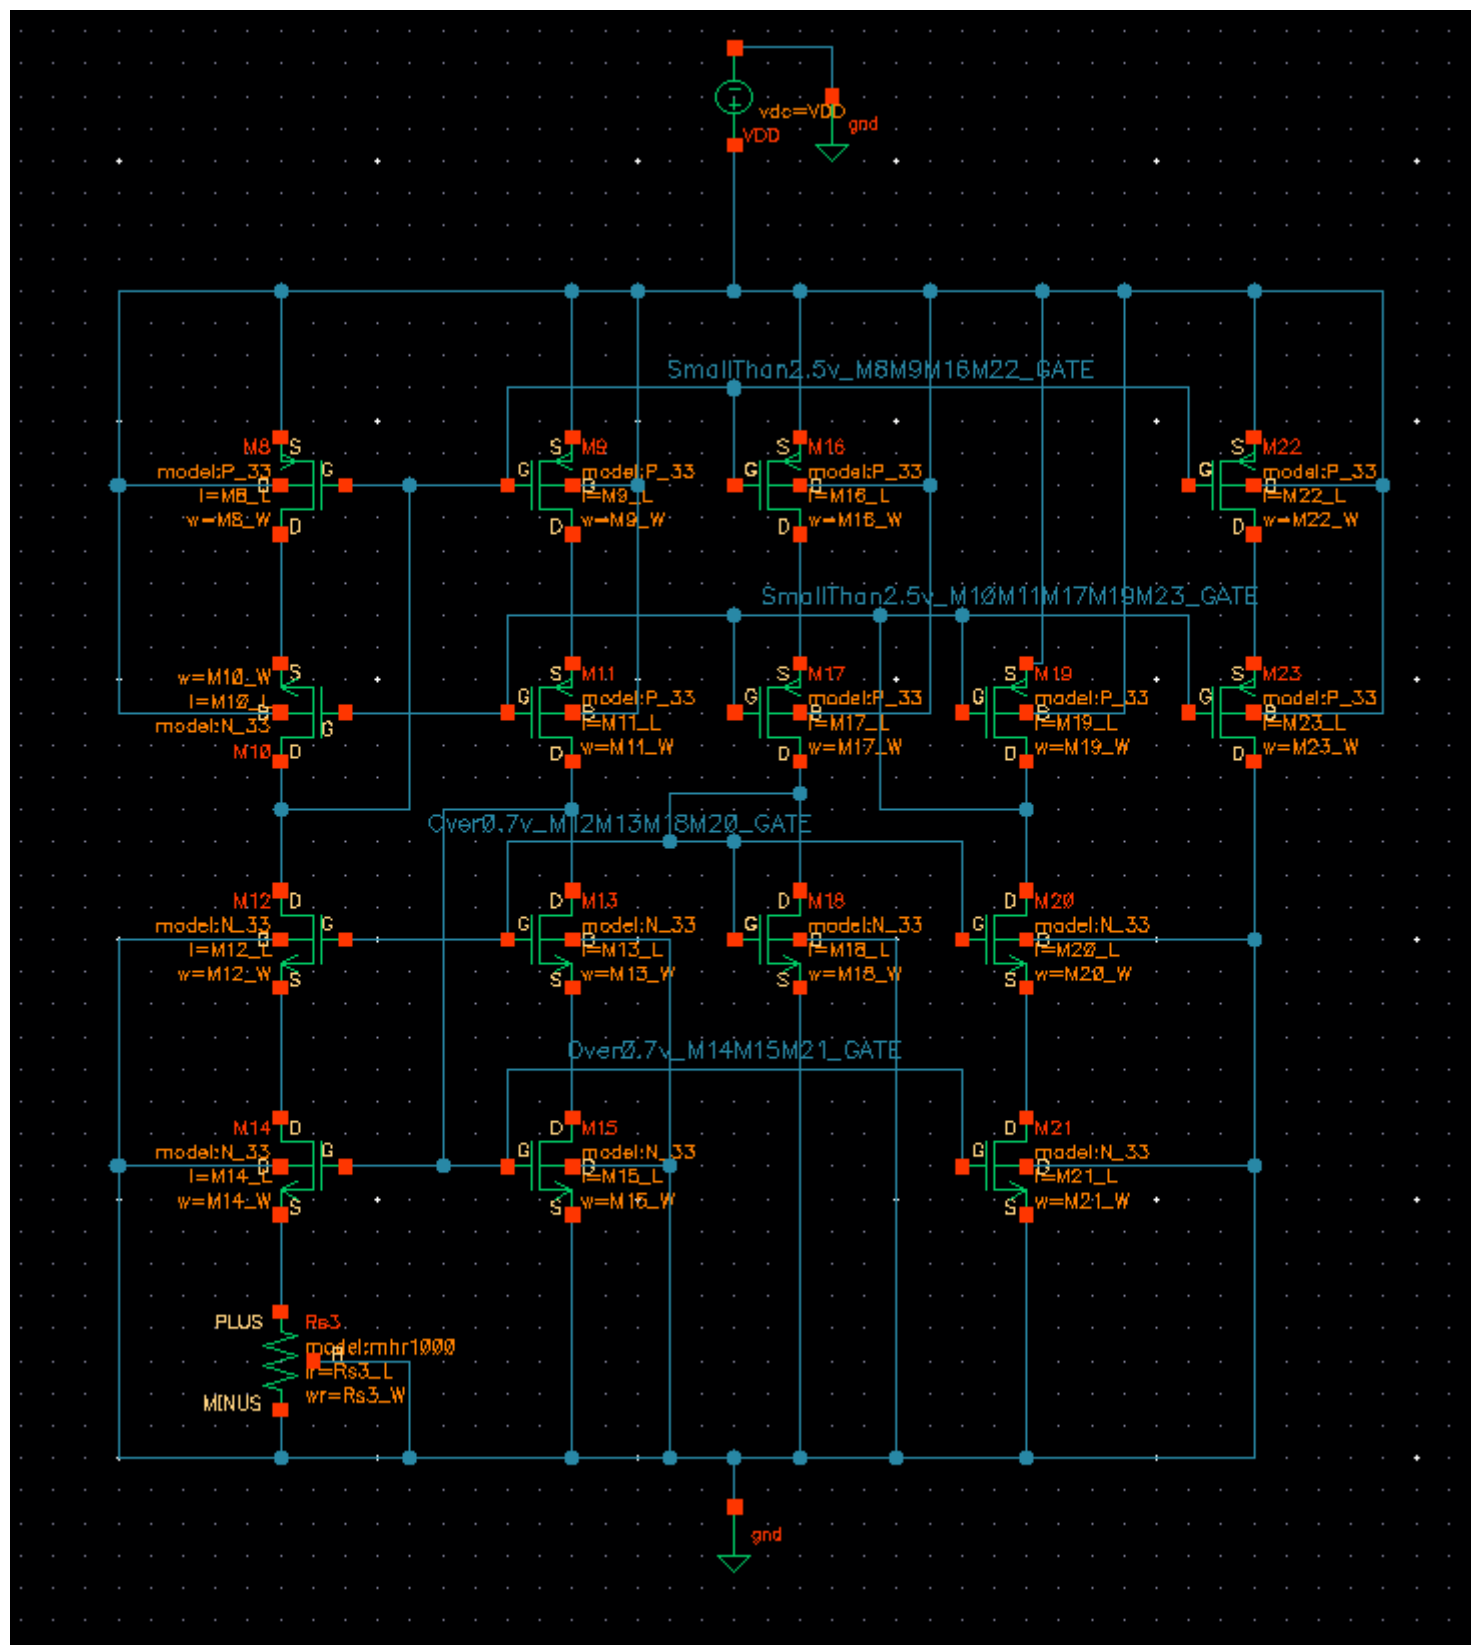 vdc=VDD
gnd
VDD
SmallThan2.5v_M8M9M16M22_GATE
M8 S
model:P_33 G
l=M8_L B
w=M8_W D
S M9
G model:P_33
B l=M9_L
D w=M9_W
S M16
G model:P_33
B l=M16_L
D w=M16_W
S M22
G model:P_33
B l=M22_L
D w=M22_W
SmallThan2.5v_M10M11M17M19M23_GATE
w=M10_W S
l=M10_L B
model:N_33 G
M10 D
S M11
G model:P_33
B l=M11_L
D w=M11_W
S M17
G model:P_33
B l=M17_L
D w=M17_W
S M19
G model:P_33
B l=M19_L
D w=M19_W
S M23
G model:P_33
B l=M23_L
D w=M23_W
Over0.7v_M12M13M18M20_GATE
M12 D
model:N_33 G
l=M12_L B
w=M12_W S
D M13
G model:N_33
B l=M13_L
S w=M13_W
D M18
G model:N_33
B l=M18_L
S w=M18_W
D M20
G model:N_33
B l=M20_L
S w=M20_W
Over0.7v_M14M15M21_GATE
M14 D
model:N_33 G
l=M14_L B
w=M14_W S
D M15
G model:N_33
B l=M15_L
S w=M15_W
D M21
G model:N_33
B l=M21_L
S w=M21_W
PLUS Rs3
model:mhr1000
lr=Rs3_L
MINUS wr=Rs3_W
gnd